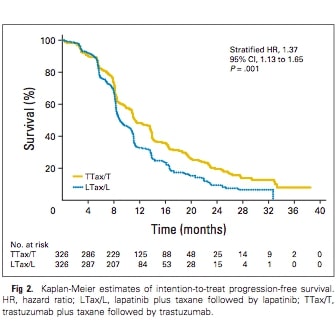 100
80
60
40
20
Survival (%)
Stratified HR, 1.37
95% CI, 1.13 to 1.65
P = .001
TTax/T
LTax/L
0 4 8 12 16 20 24 28 32 36 40
Time (months)
No. at risk
TTax/T 326 286 229 125 88 48 25 14 9 2 0
LTax/L 326 287 207 84 53 28 15 4 1 0 0
Fig 2. Kaplan-Meier estimates of intention-to-treat progression-free survival.
HR, hazard ratio; LTax/L, lapatinib plus taxane followed by lapatinib; TTax/T,
trastuzumab plus taxane followed by trastuzumab.